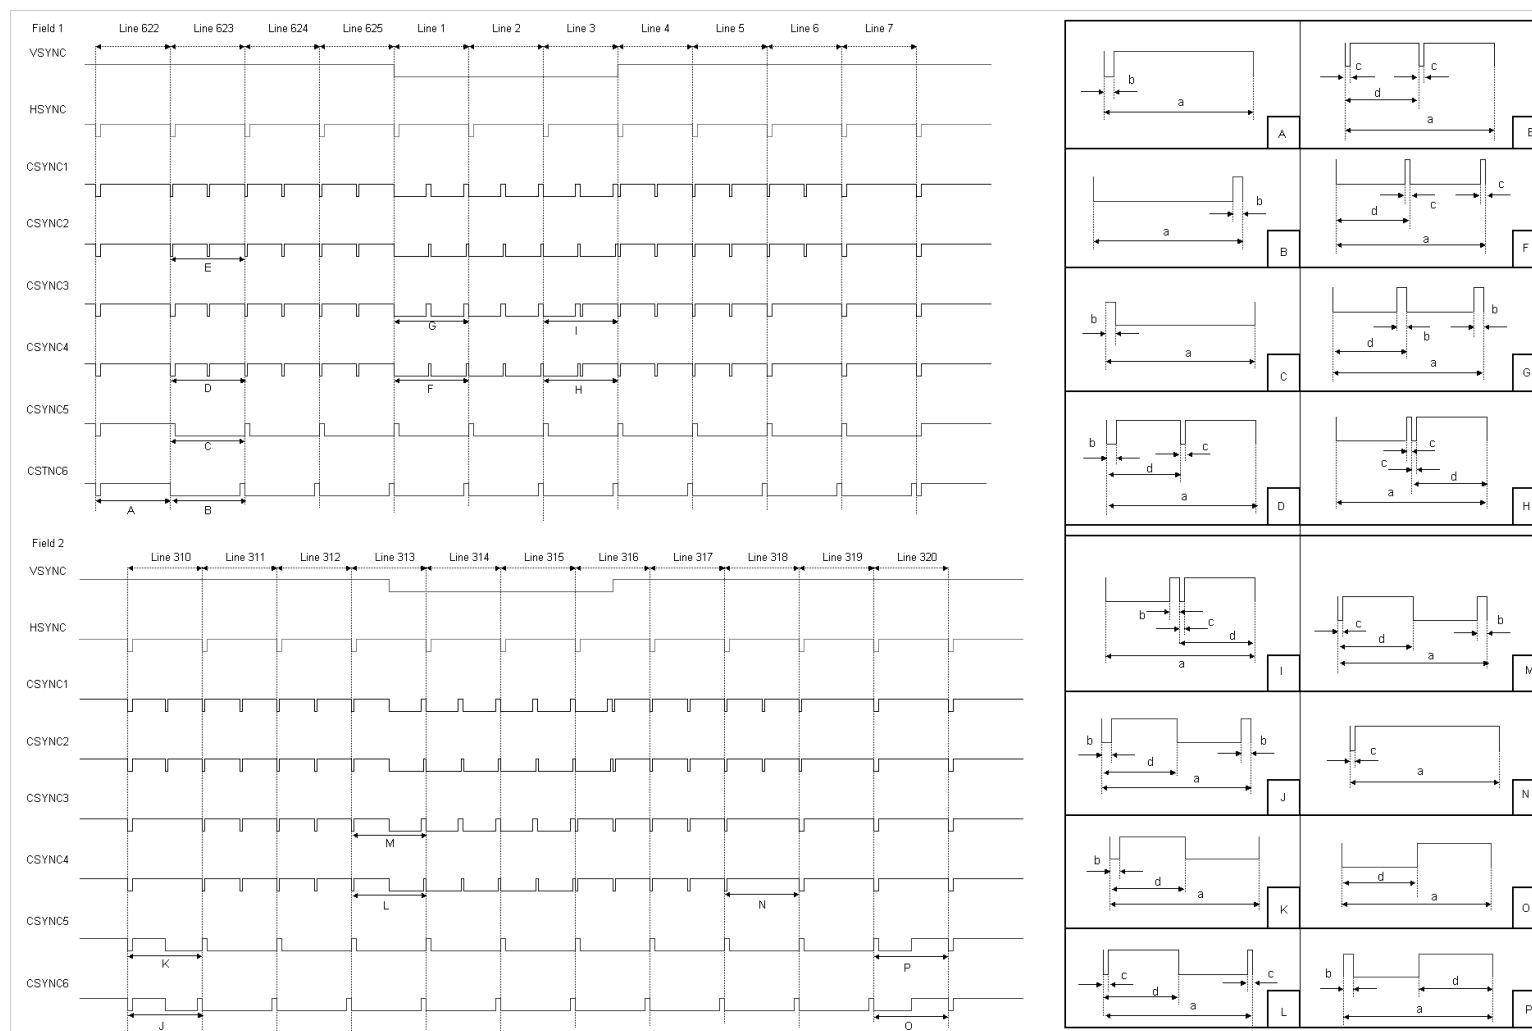 Field 1 Line 622 Line 623 Line 624 Line 625 Line 1 Line 2 Line 3 Line 4 Line 5 Line 6 Line 7
VSYNC
HSYNC
CSYNC1
CSYNC2
E
CSYNC3
G I
CSYNC4
D F H
CSYNC5
C
CSTNC6
A B
Field 2
Line 310 Line 311 Line 312 Line 313 Line 314 Line 315 Line 316 Line 317 Line 318 Line 319 Line 320
VSYNC
HSYNC
CSYNC1
CSYNC2
CSYNC3
M
CSYNC4
L N
CSYNC5
K P
CSYNC6
J O
b
a
A
c c
d
a
E
b
a
B
c
d c
a
F
b
a
C
b b
d
a
G
b c
d
a
D
c
c d
a
H
b c
d
a
I
c b
d
a
M
b b
d
a
J
c
a
N
b
d
a
K
d
a
O
c c
d
a
L
b d
a
P